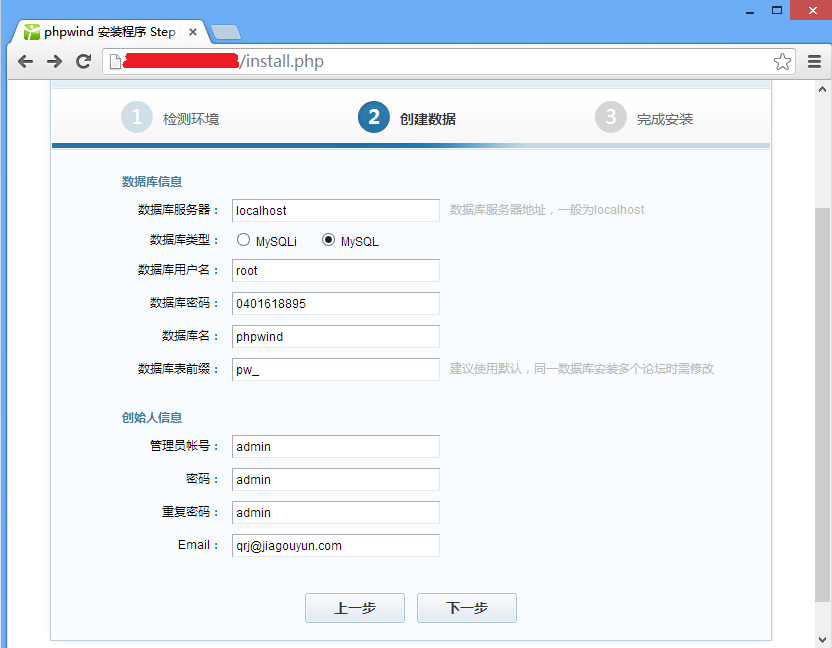 phpwind 安装程序 Step
/install.php
1 检测环境 2 创建数据 3 完成安装
数据库信息
数据库服务器： localhost 数据库服务器地址，一般为localhost
数据库类型： MySQLi MySQL
数据库用户名： root
数据库密码： 0401618895
数据库名： phpwind
数据库表前缀： pw_ 建议使用默认，同一数据库安装多个论坛时需修改
创始人信息
管理员帐号： admin
密码： admin
重复密码： admin
Email： qrj@jiagouyun.com
上一步 下一步